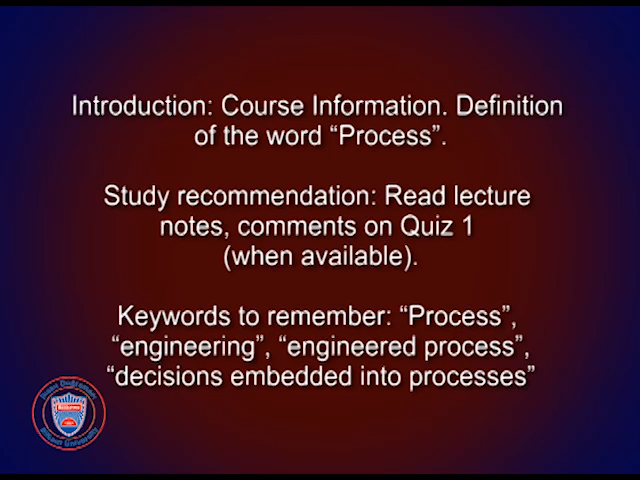 Introduction: Course Information. Definition
of the word “Process”.
Study recommendation: Read lecture
notes, comments on Quiz 1
(when available).
Keywords to remember: “Process”,
“engineering”, “engineered process”,
“decisions embedded into processes”